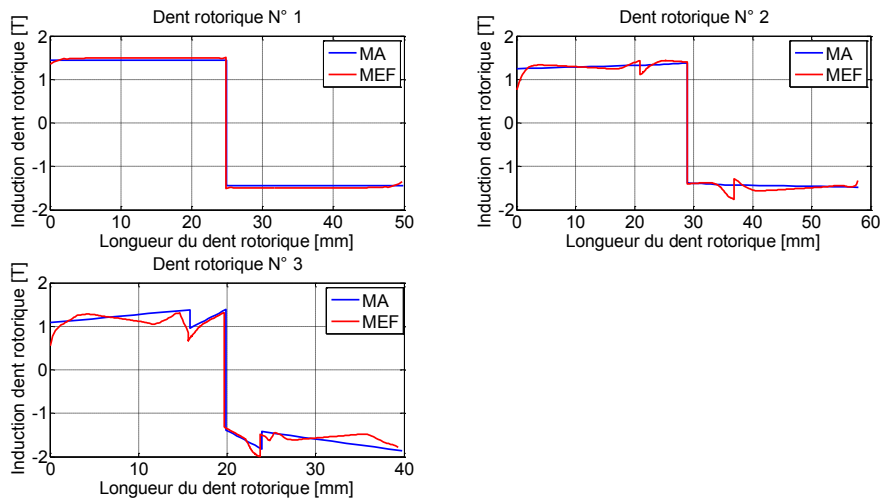 Dent rotorique N° 1
Induction dent rotorique [T]
2
1
0
-1
-2
0 10 20 30 40 50
Longueur du dent rotorique [mm]
MA
MEF
Dent rotorique N° 2
Induction dent rotorique [T]
2
1
0
-1
-2
0 10 20 30 40 50 60
Longueur du dent rotorique [mm]
MA
MEF
Dent rotorique N° 3
Induction dent rotorique [T]
2
1
0
-1
-2
0 10 20 30 40
Longueur du dent rotorique [mm]
MA
MEF